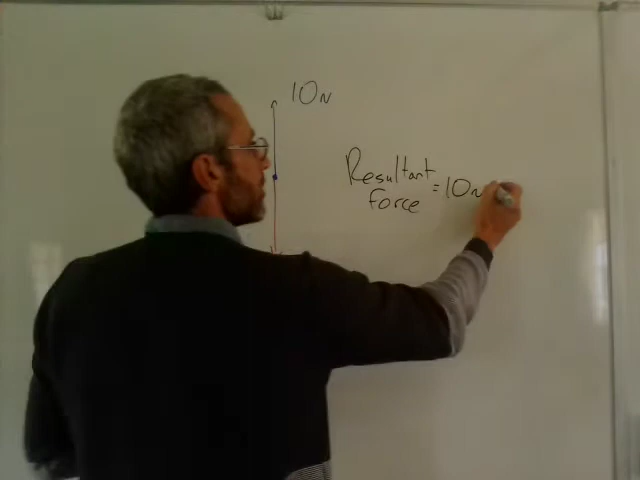 10N
Resultant
Force = 10N